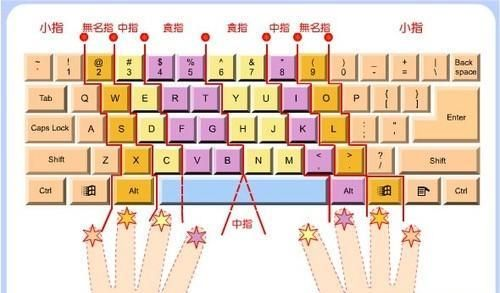 小指 無名指 中指 食指 食指 中指 無名指 小指
~ ! @ # $ % ^ & * ( ) _ + | Back
` 1 2 3 4 5 6 7 8 9 0 - = \ space
Tab Q W E R T Y U I O P { }
[ ]
Enter
Caps Lock A S D F G H J K L : "
; '
Shift Z X C V B N M < > ? Shift
, . /
Ctrl Alt Alt Ctrl
中指